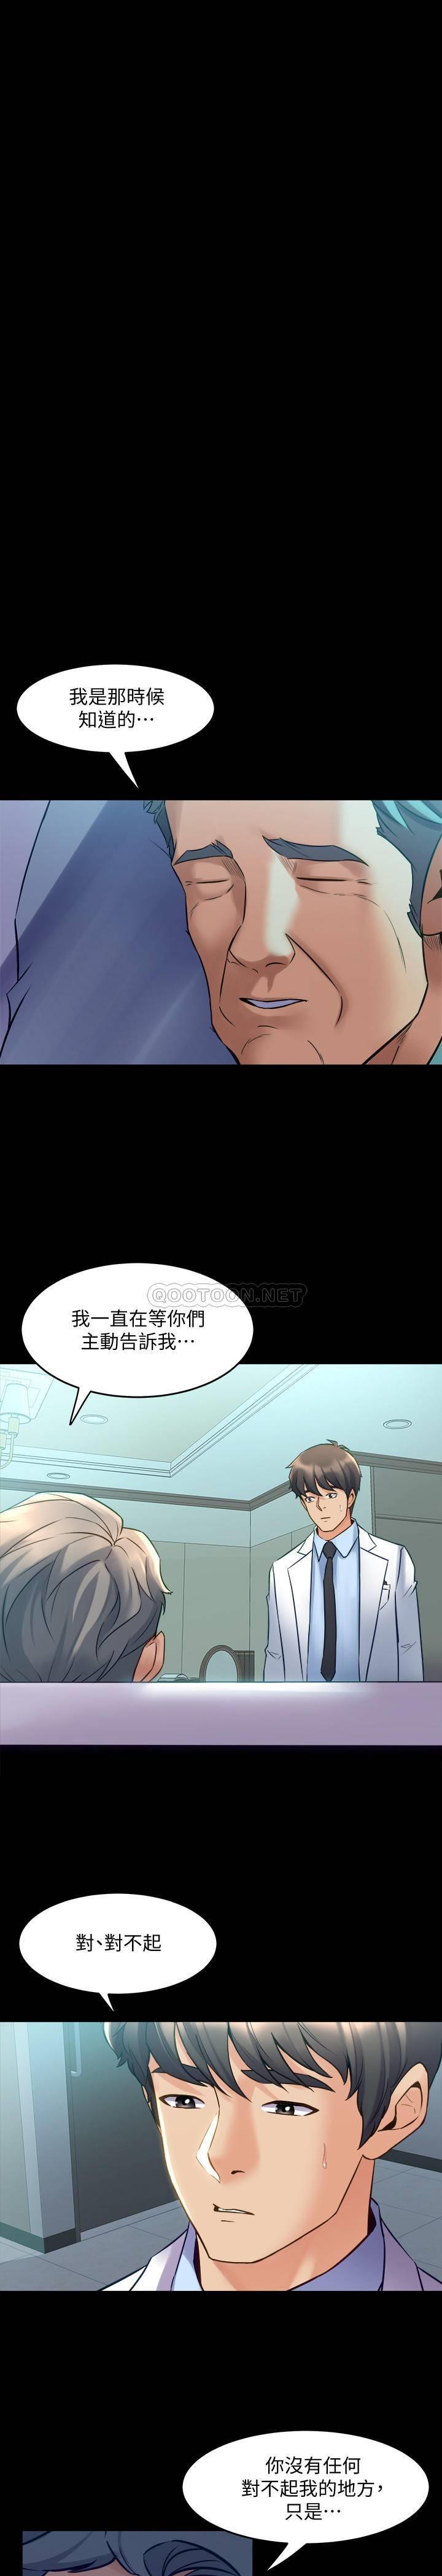 我是那時候
知道的…
QOOTOON.NET
我一直在等你們
主動告訴我…
對、對不起
你沒有任何
對不起我的地方,
只是…